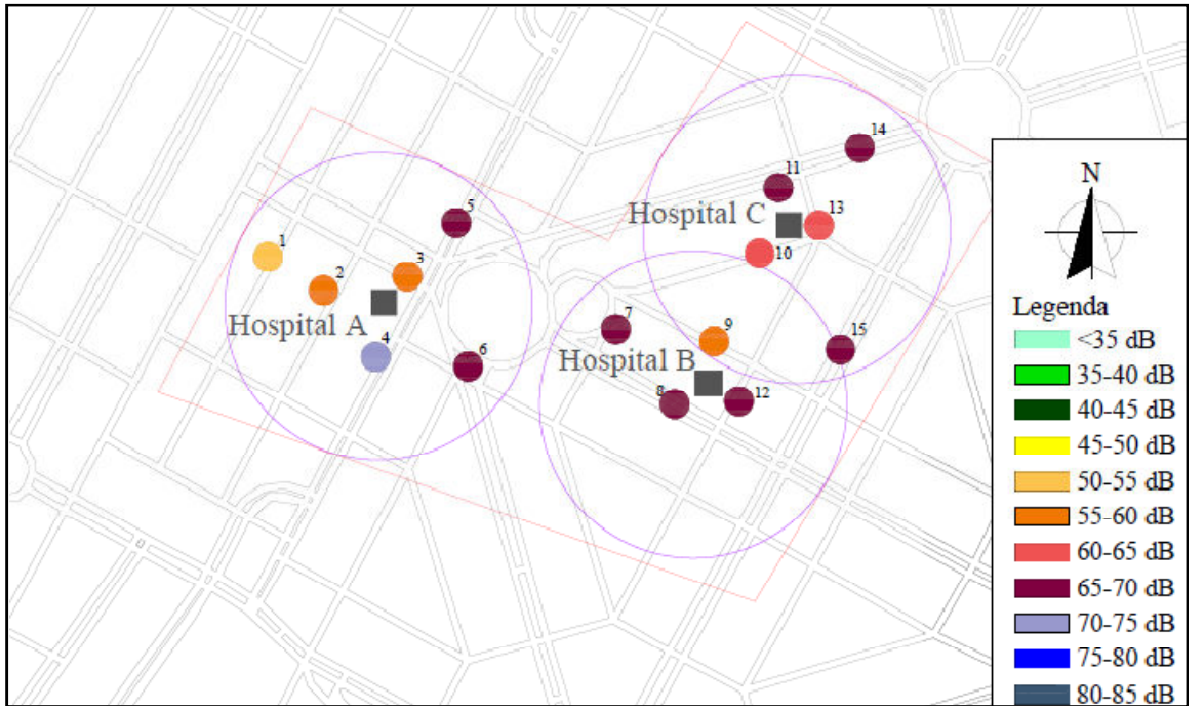 14
11
N
Hospital C
13
5
10
1
3
2
Hospital A
7
9
15
4
6
Hospital B
8
12
Legenda
<35 dB
35-40 dB
40-45 dB
45-50 dB
50-55 dB
55-60 dB
60-65 dB
65-70 dB
70-75 dB
75-80 dB
80-85 dB